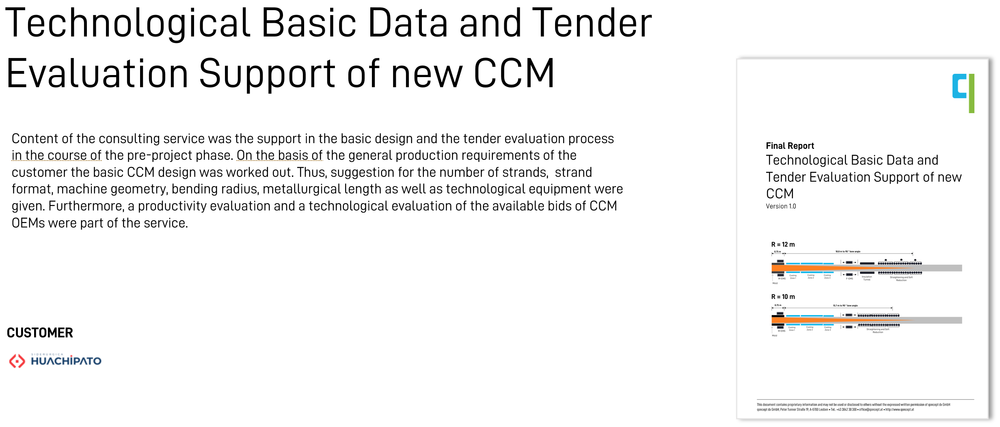 Technological Basic Data and Tender
Evaluation Support of new CCM
Content of the consulting service was the support in the basic design and the tender evaluation process
in the course of the pre-project phase. On the basis of the general production requirements of the
customer the basic CCM design was worked out. Thus, suggestion for the number of strands,  strand
format, machine geometry, bending radius, metallurgical length as well as technological equipment were
given. Furthermore, a productivity evaluation and a technological evaluation of the available bids of CCM
OEMs were part of the service.
CUSTOMER
SIDERURGICA
HUACHIPATO
Final Report
Technological Basic Data and
Tender Evaluation Support of new
CCM
Version 1.0
R = 12 m
0.75 m
18.8 m to 90 ° bow angle
M-EMS
Cooling
Zone 1
Cooling
Zone 2
Cooling
Zone 3
F-EMS
Insulation
Tunnel
Straightening and Soft
Reduction
Mold
R = 10 m
0.75 m
15.7 m to 90 ° bow angle
M-EMS
Cooling
Zone 1
Cooling
Zone 2
Cooling
Zone 3
Straightening and Soft
Reduction
Mold
This document contains proprietary information and may not be used or disclosed to others without the expressed written permission of qoncept dx GmbH
qoncept dx GmbH, Peter Tunner Straße 19, A-8700 Leoben • Tel.: +43 3842 30 300 • office@qoncept.at • http://www.qoncept.at